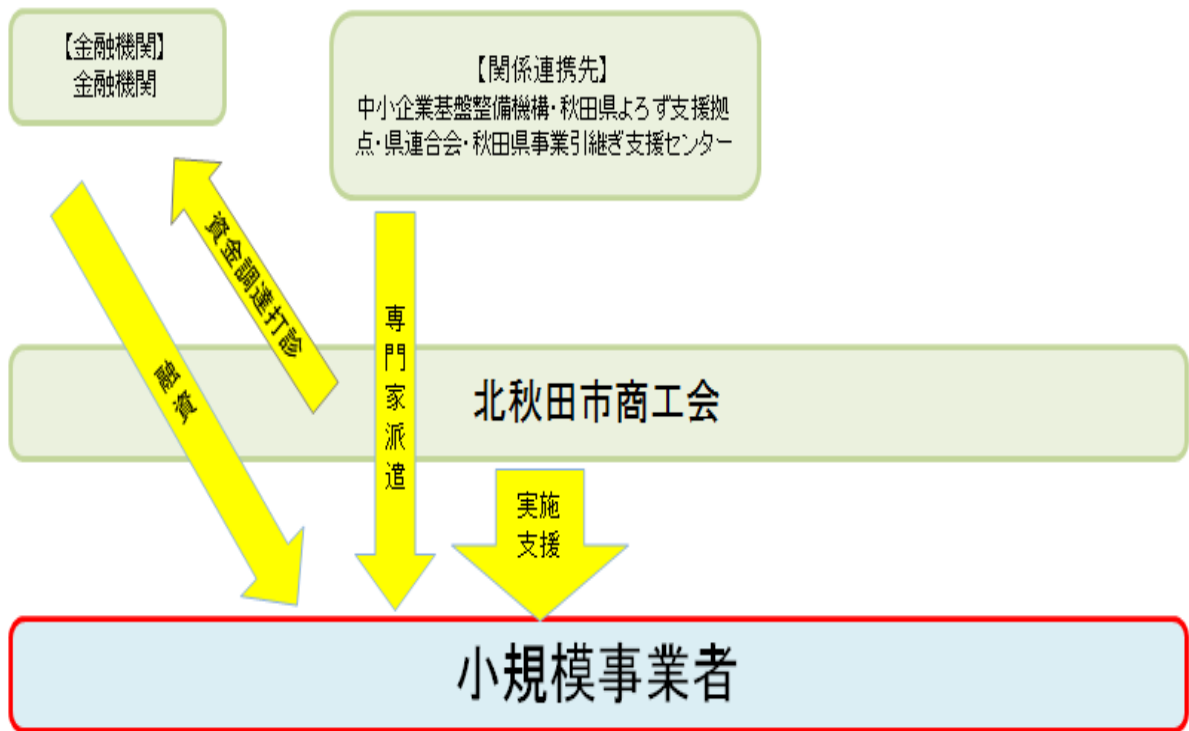 【金融機関】
金融機関
【関係連携先】
中小企業基盤整備機構・秋田県よろず支援拠
点・県連合会・秋田県事業引継ぎ支援センター
資金調達打診
融資
専門家派遣
北秋田市商工会
実施
支援
小規模事業者